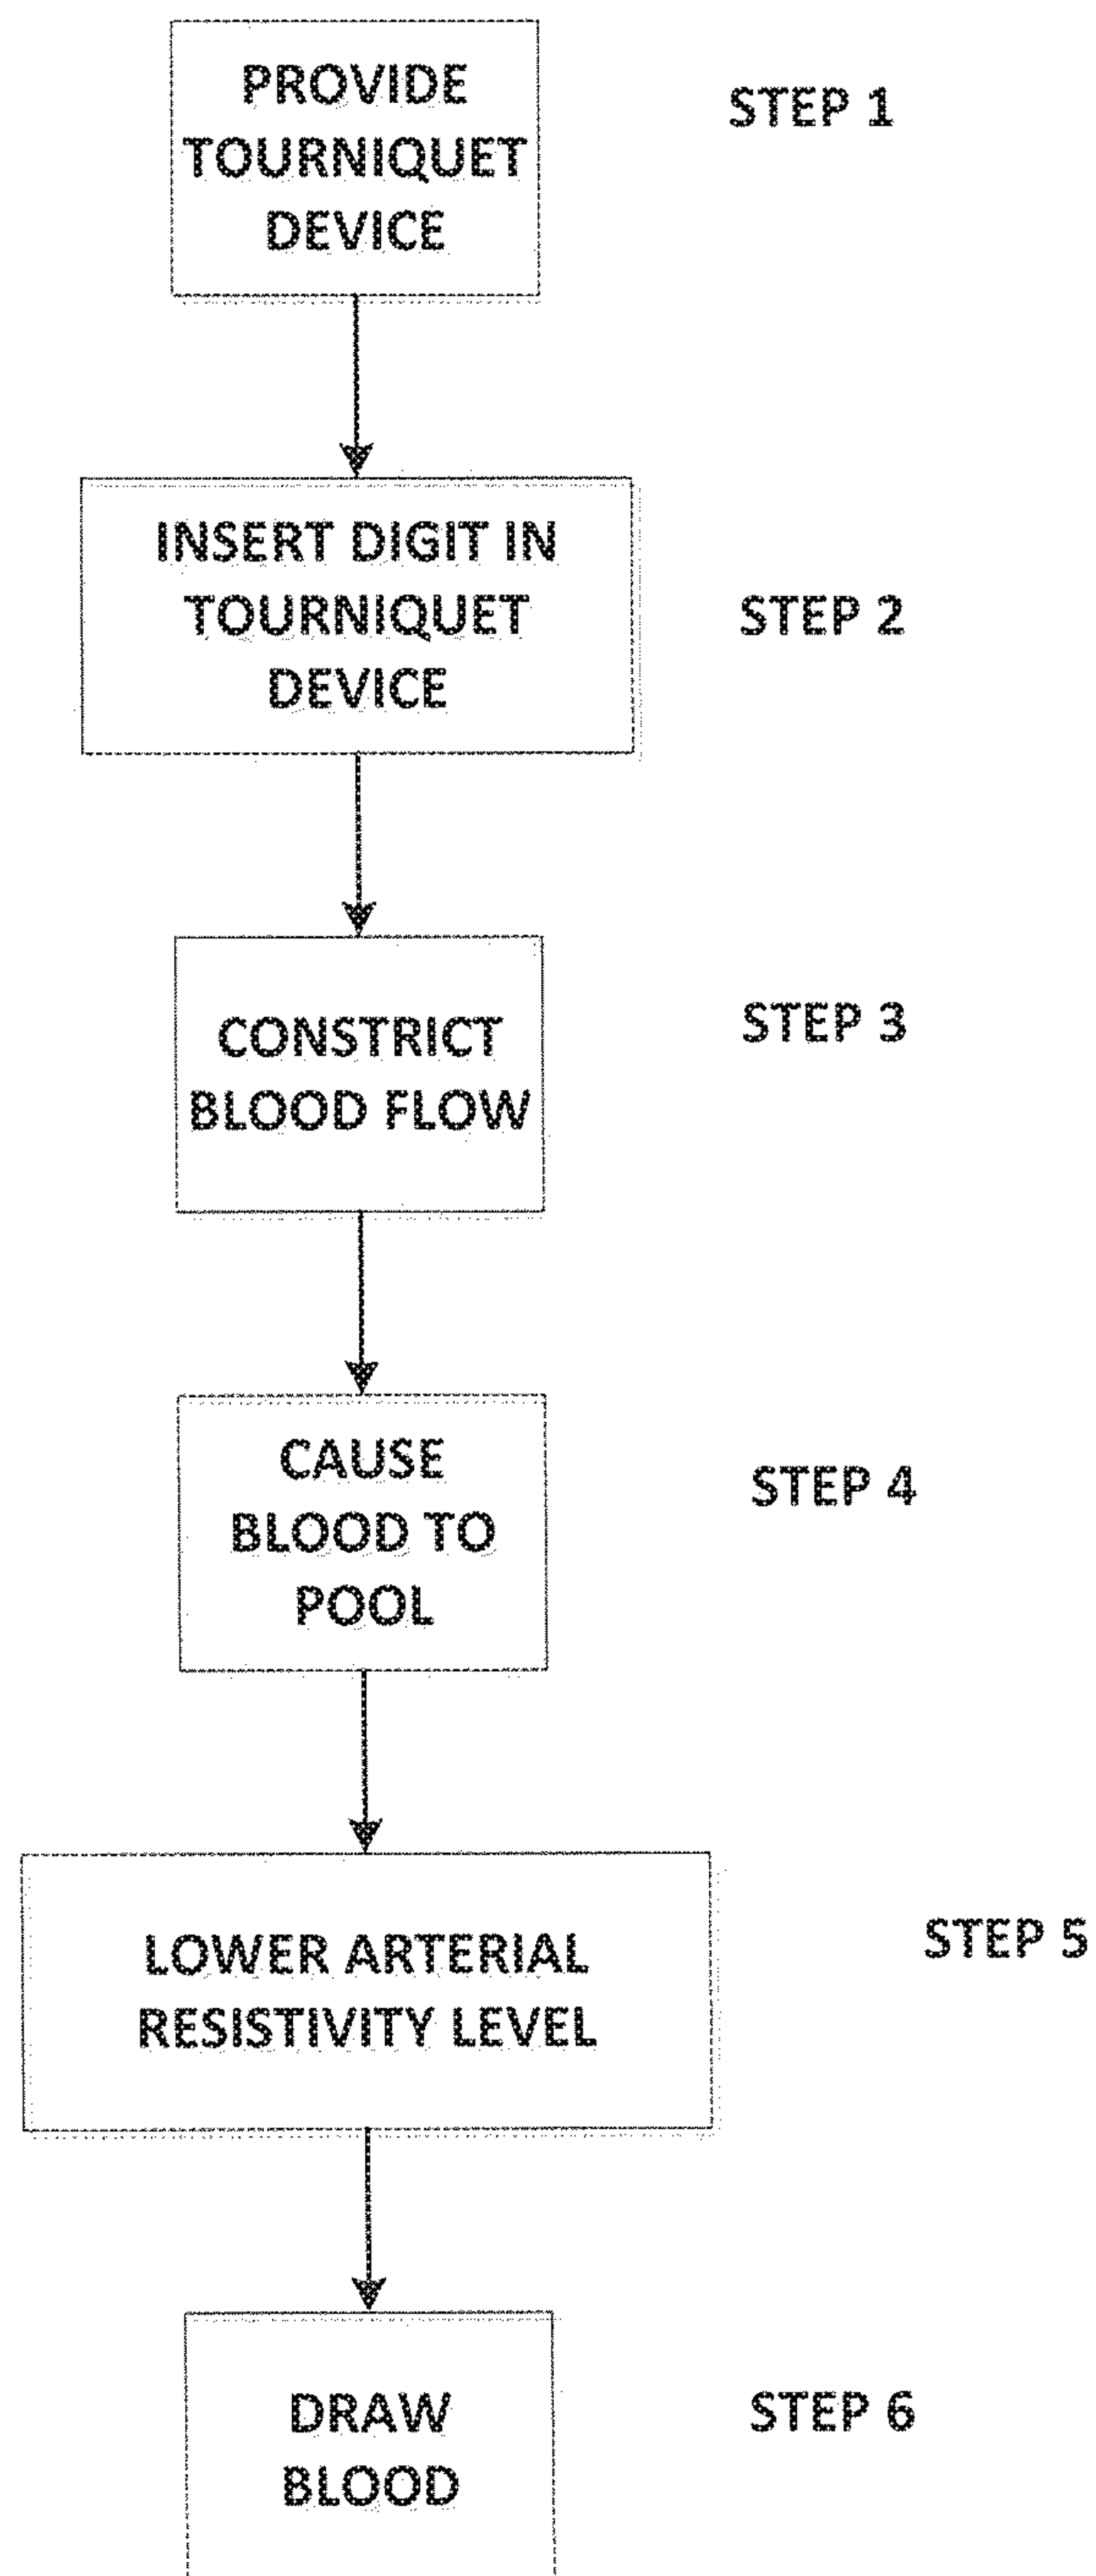 PROVIDE
TOURNIQUET
DEVICE
STEP 1
INSERT DIGIT IN
TOURNIQUET
DEVICE
STEP 2
CONSTRICT
BLOOD FLOW
STEP 3
CAUSE
BLOOD TO
POOL
STEP 4
LOWER ARTERIAL
RESISTIVITY LEVEL
STEP 5
DRAW
BLOOD
STEP 6